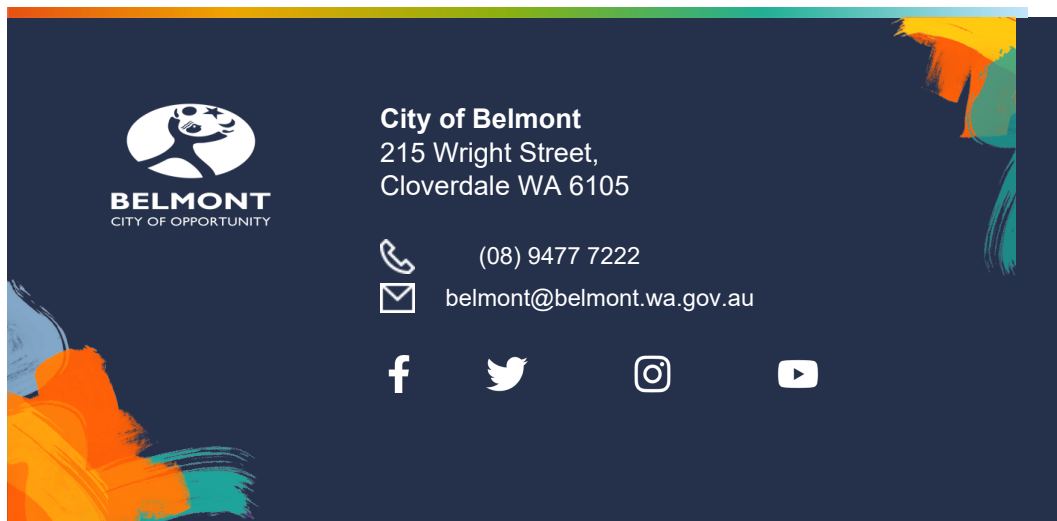 BELMONT
CITY OF OPPORTUNITY
City of Belmont
215 Wright Street,
Cloverdale WA 6105
(08) 9477 7222
belmont@belmont.wa.gov.au